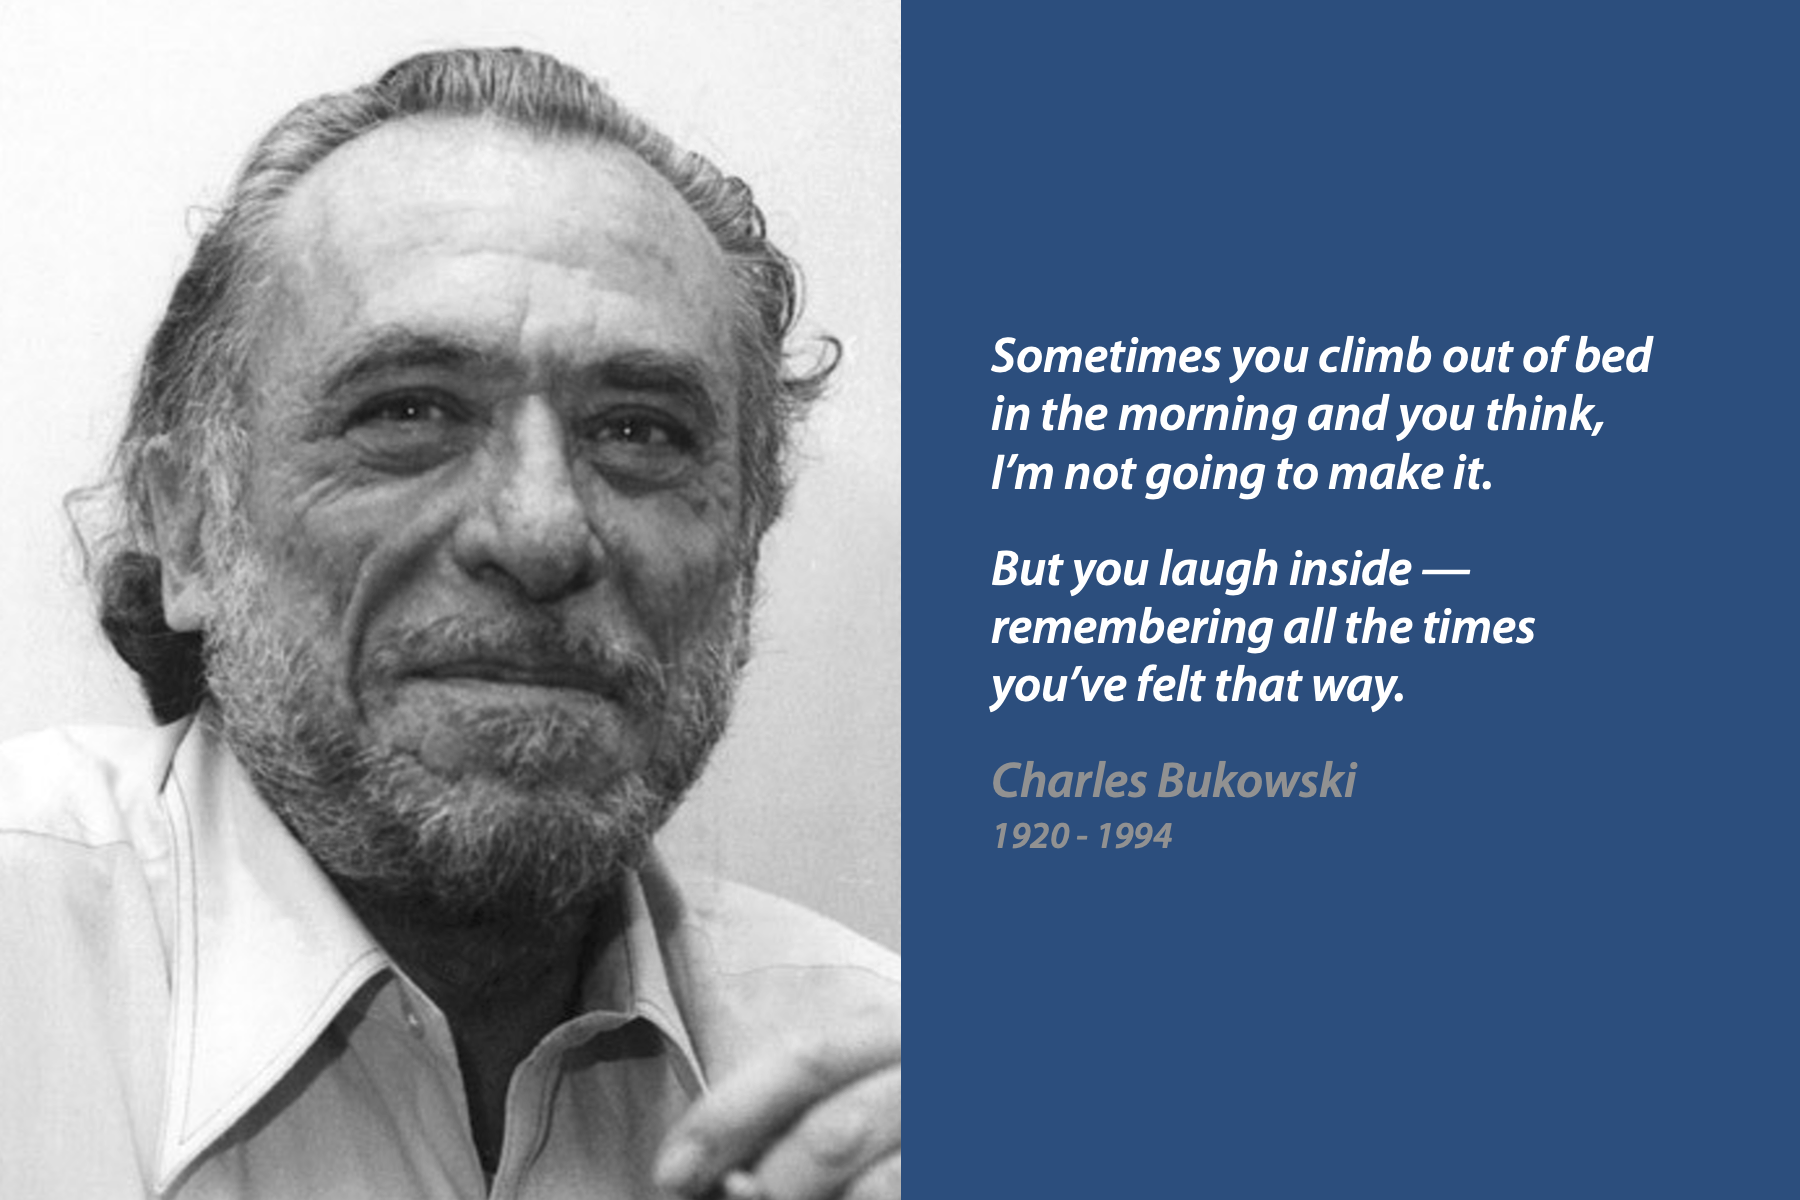 Sometimes you climb out of bed
in the morning and you think,
I’m not going to make it.
But you laugh inside —
remembering all the times
you’ve felt that way.
Charles Bukowski
1920 - 1994